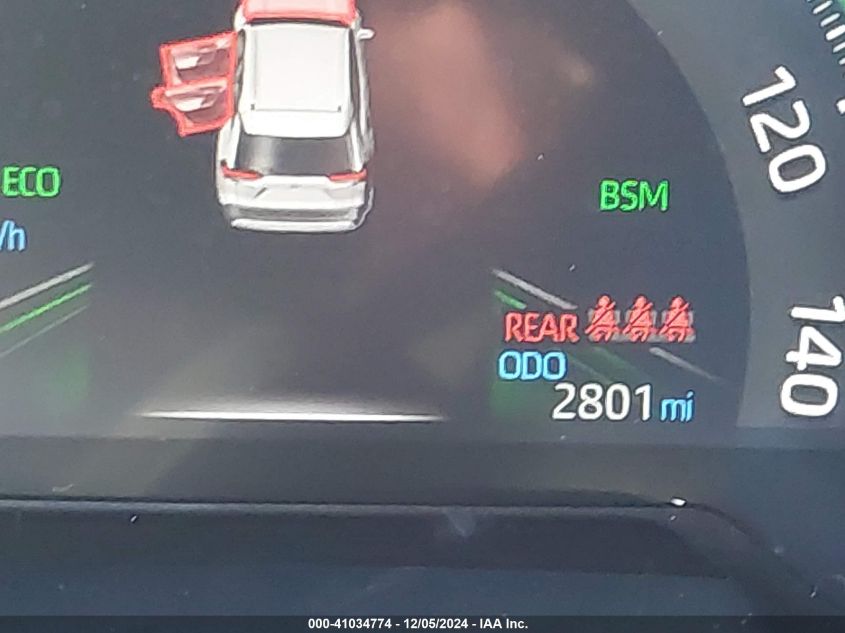 120
ECO
BSM
/h
140
REAR
ODO
2801 mi
000-41034774 - 12/05/2024 - IAA Inc.